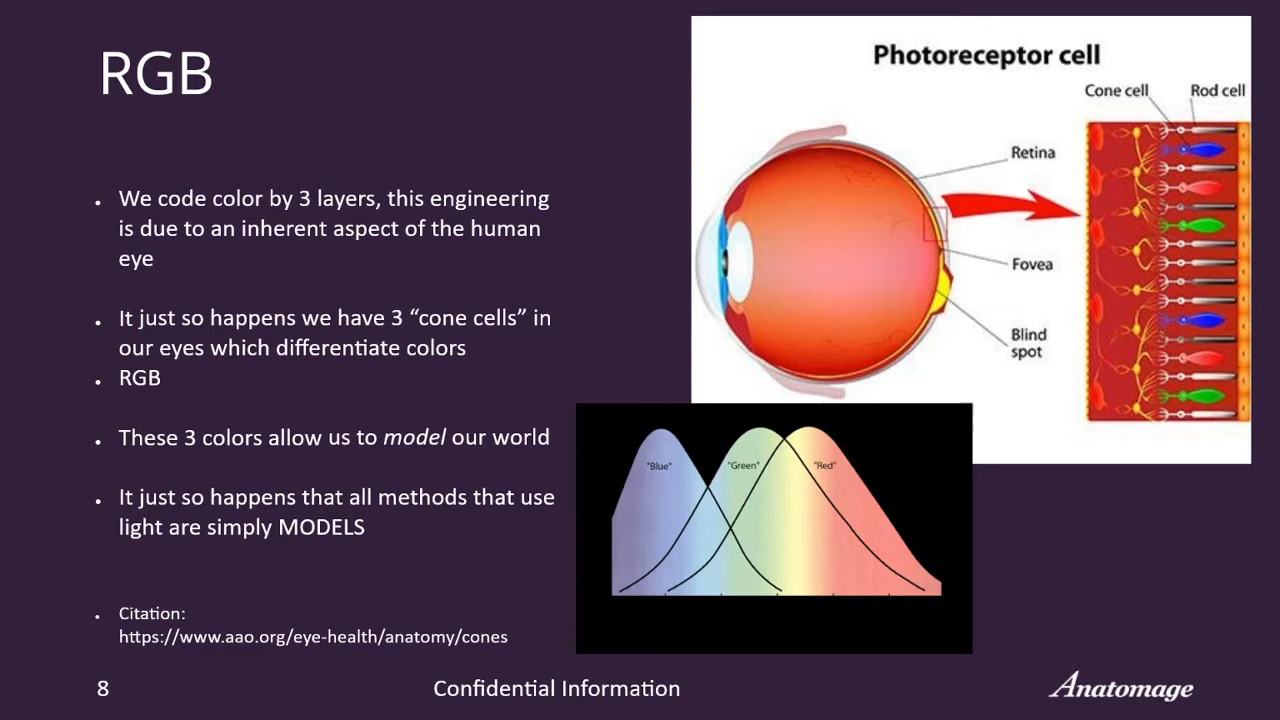 RGB
We code color by 3 layers, this engineering
is due to an inherent aspect of the human
eye
It just so happens we have 3 “cone cells” in
our eyes which differentiate colors
RGB
These 3 colors allow us to model our world
It just so happens that all methods that use
light are simply MODELS
Citation:
https://www.aao.org/eye-health/anatomy/cones
Photoreceptor cell
Cone cell
Rod cell
Retina
Fovea
Blind
spot
"Blue"
"Green"
"Red"
8
Confidential Information
Anatomage